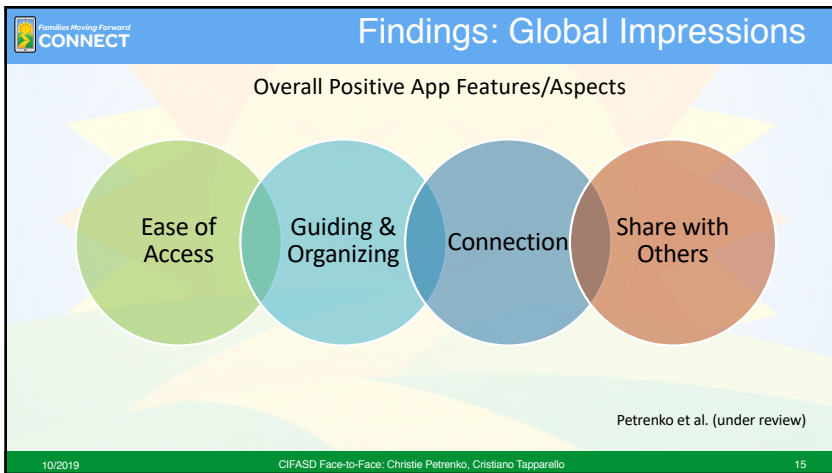 Families Moving Forward
CONNECT
Findings: Global Impressions
Overall Positive App Features/Aspects
Ease of
Access
Guiding &
Organizing
Connection
Share with
Others
Petrenko et al. (under review)
10/2019
CIFASD Face-to-Face: Christie Petrenko, Cristiano Tapparello
15